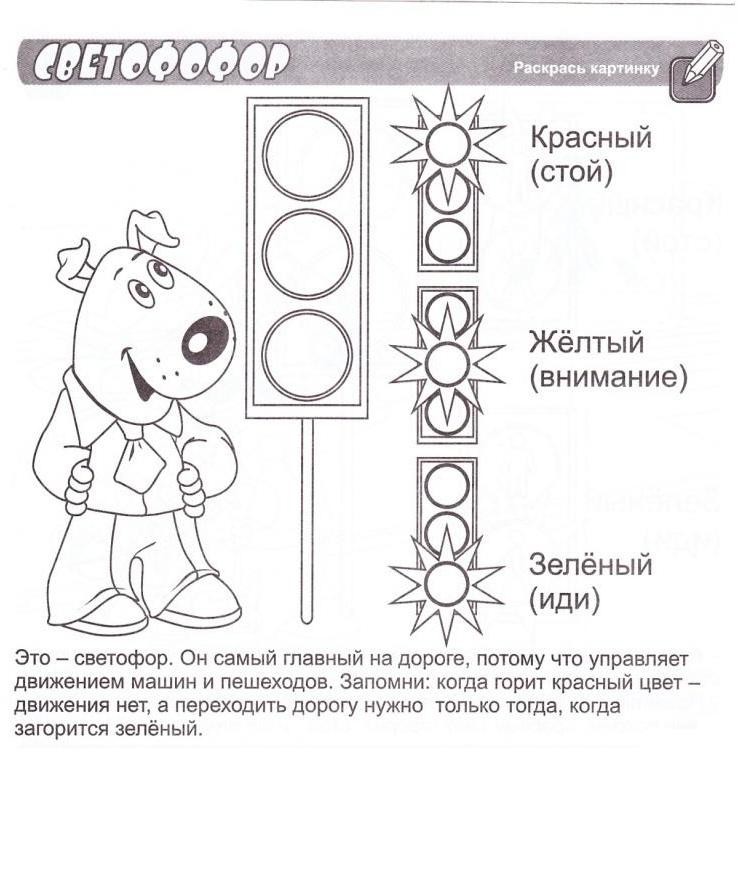 СВЕТОФОФОР
Раскрась картинку
Красный
(стой)
Жёлтый
(внимание)
Зелёный
(иди)
Это – светофор. Он самый главный на дороге, потому что управляет
движением машин и пешеходов. Запомни: когда горит красный цвет –
движения нет, а переходить дорогу нужно только тогда, когда
загорится зелёный.